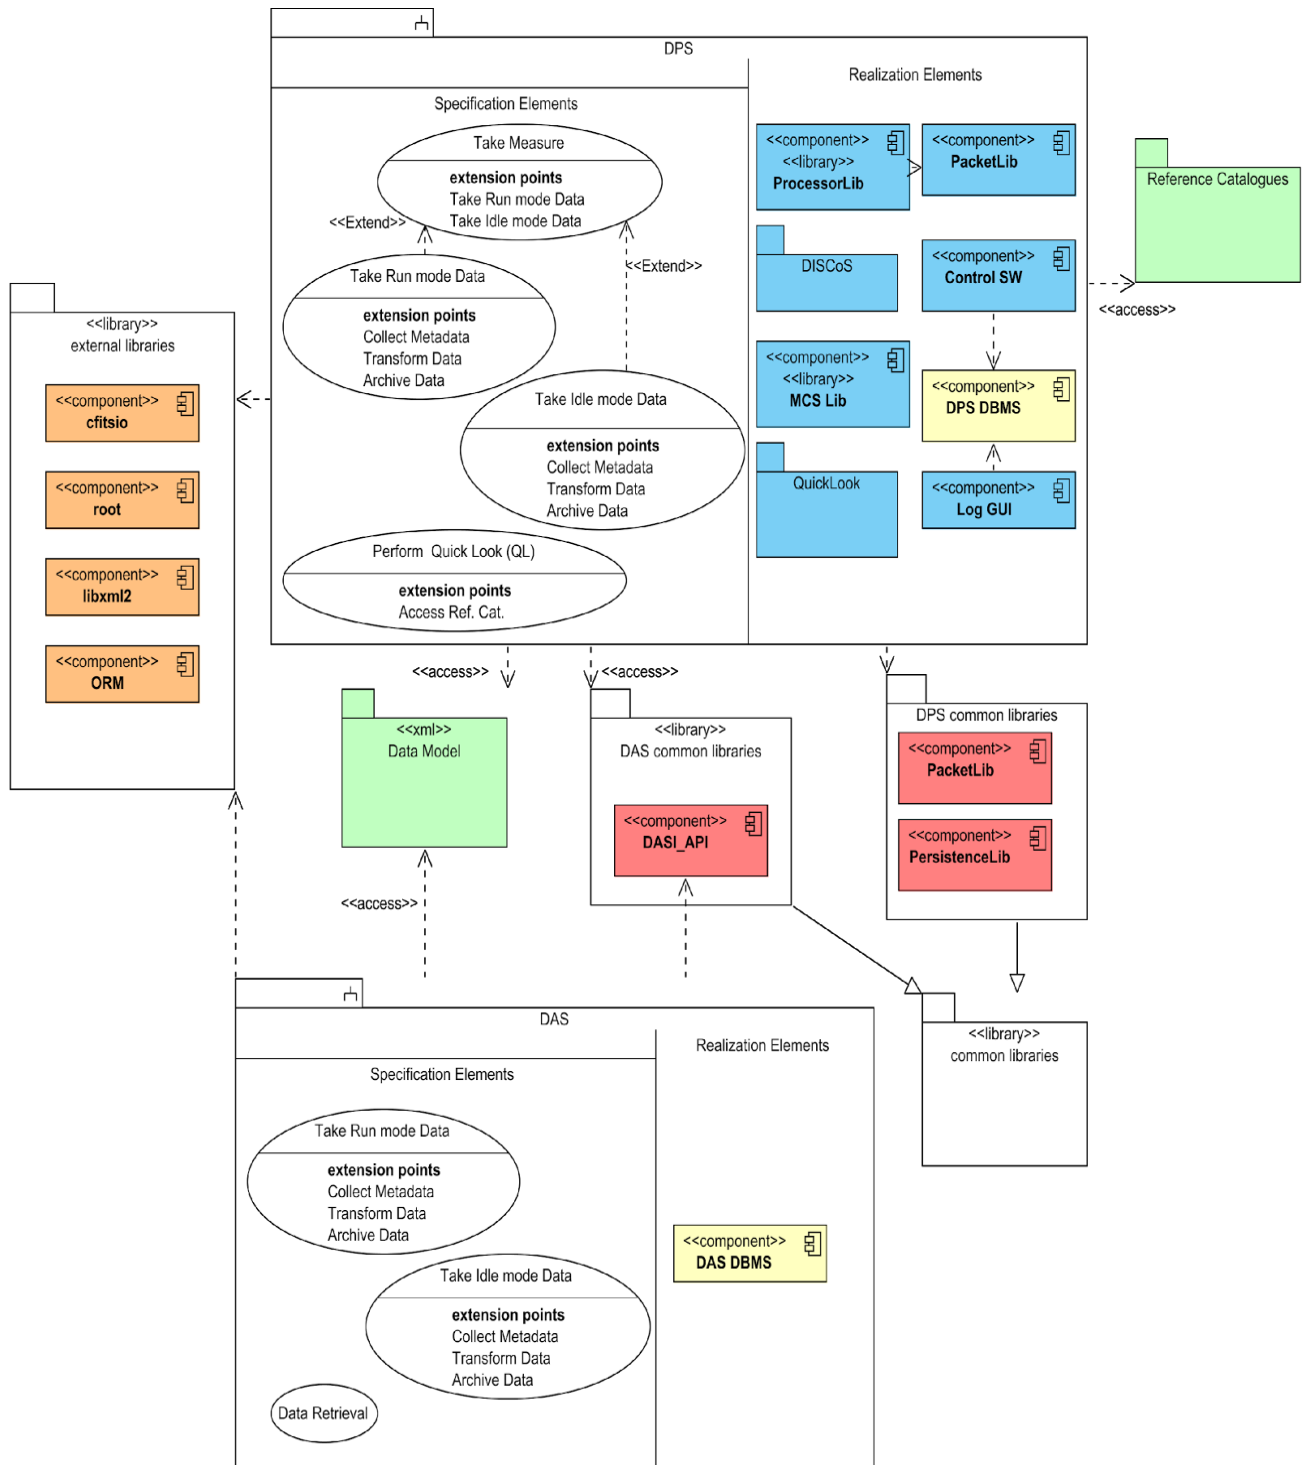 DPS
Specification Elements
Take Measure
extension points
Take Run mode Data
Take Idle mode Data
<<Extend>>
<<Extend>>
Take Run mode Data
extension points
Collect Metadata
Transform Data
Archive Data
Take Idle mode Data
extension points
Collect Metadata
Transform Data
Archive Data
Perform Quick Look (QL)
extension points
Access Ref. Cat.
Realization Elements
<<component>>
<<library>>
ProcessorLib
<<component>>
PacketLib
DISCoS
<<component>>
Control SW
<<component>>
<<library>>
MCS Lib
<<component>>
DPS DBMS
QuickLook
<<component>>
Log GUI
Reference Catalogues
<<access>>
<<library>>
external libraries
<<component>>
cfitsio
<<component>>
root
<<component>>
libxml2
<<component>>
ORM
<<access>>
<<access>>
<<xml>>
Data Model
<<library>>
DAS common libraries
<<component>>
DASI_API
DPS common libraries
<<component>>
PacketLib
<<component>>
PersistenceLib
<<access>>
<<library>>
common libraries
DAS
Specification Elements
Take Run mode Data
extension points
Collect Metadata
Transform Data
Archive Data
Take Idle mode Data
extension points
Collect Metadata
Transform Data
Archive Data
Data Retrieval
Realization Elements
<<component>>
DAS DBMS